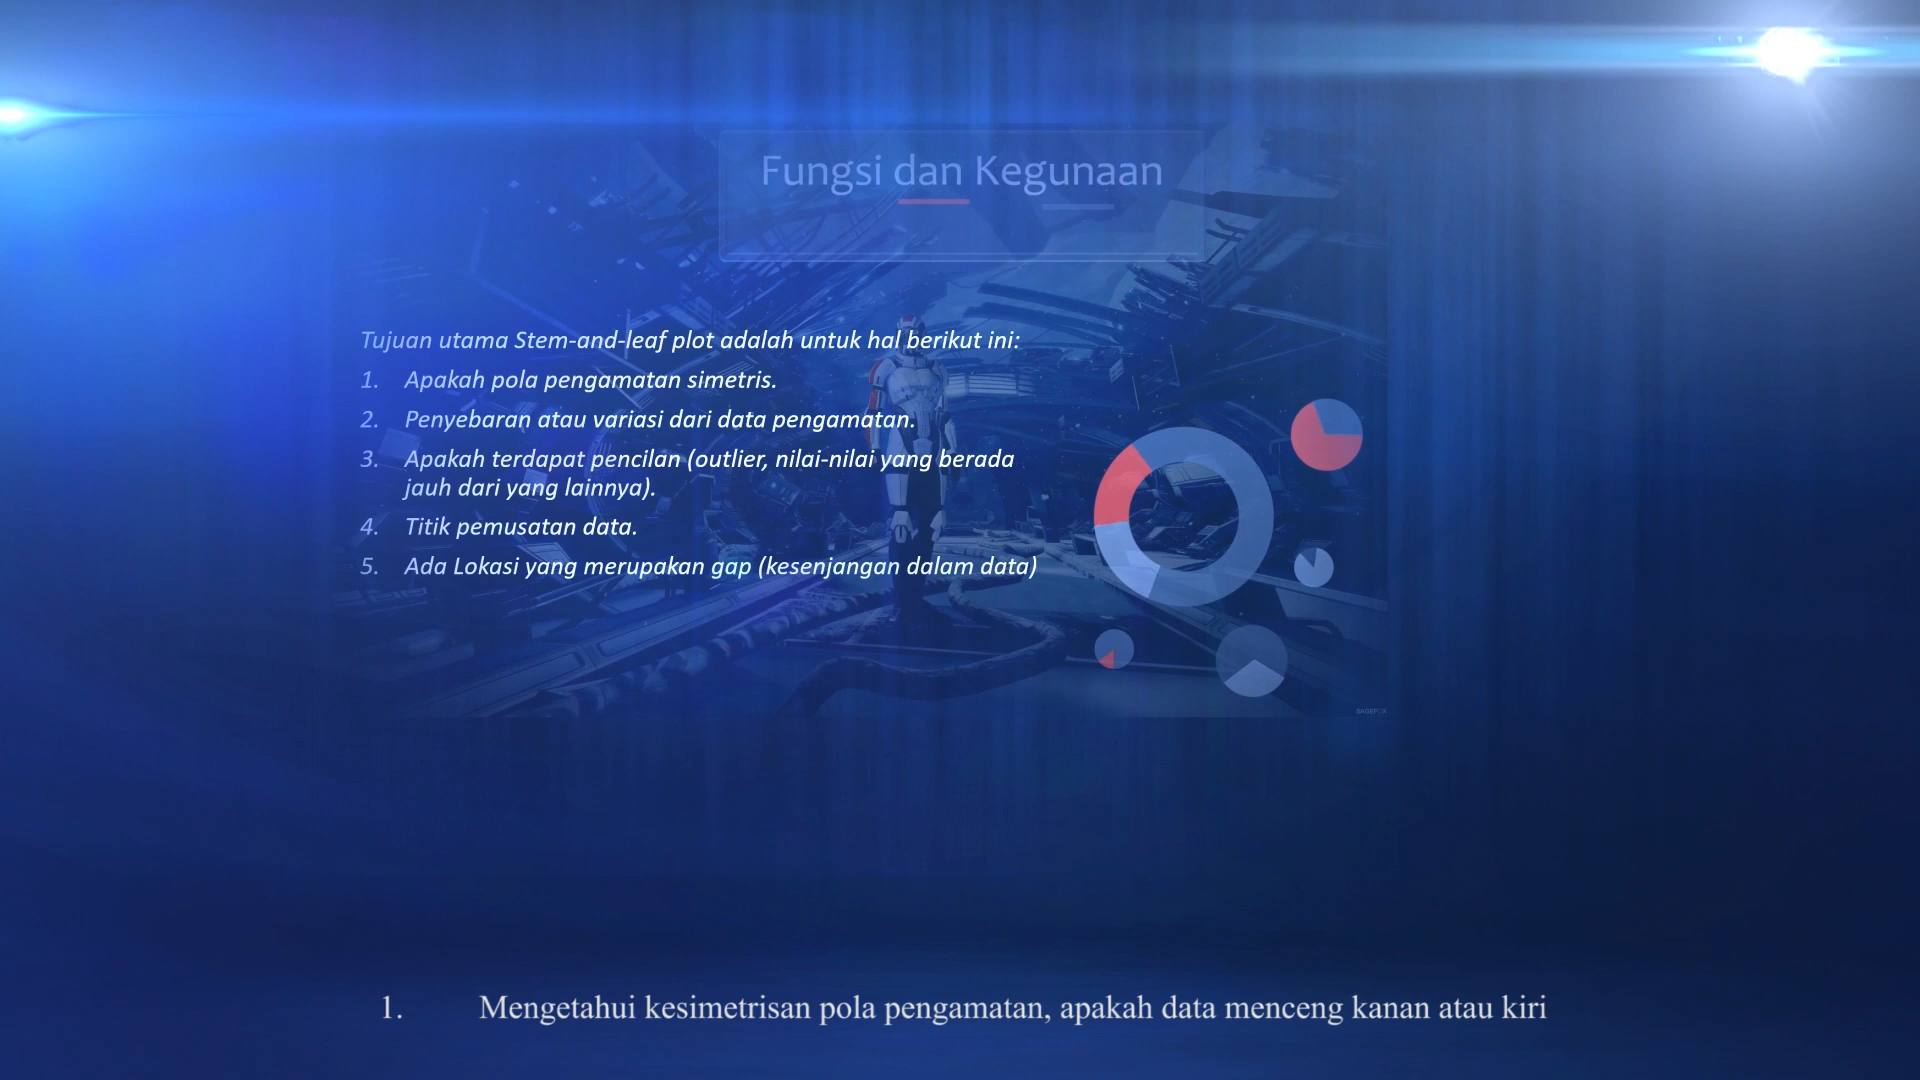 Fungsi dan Kegunaan
Tujuan utama Stem-and-leaf plot adalah untuk hal berikut ini:
1. Apakah pola pengamatan simetris.
2. Penyebaran atau variasi dari data pengamatan.
3. Apakah terdapat pencilan (outlier, nilai-nilai yang berada
jauh dari yang lainnya).
4. Titik pemusatan data.
5. Ada Lokasi yang merupakan gap (kesenjangan dalam data)
SAGEFOX
1. Mengetahui kesimetrisan pola pengamatan, apakah data menceng kanan atau kiri